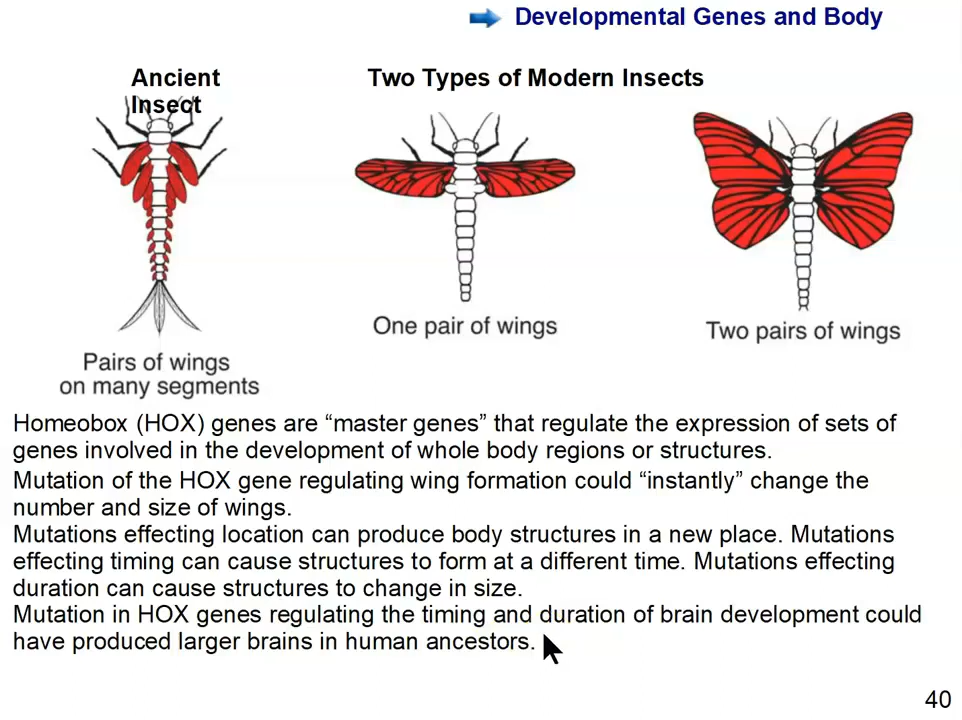 Developmental Genes and Body
Ancient
Insect
Two Types of Modern Insects
Pairs of wings
on many segments
One pair of wings
Two pairs of wings
Homeobox (HOX) genes are “master genes” that regulate the expression of sets of
genes involved in the development of whole body regions or structures.
Mutation of the HOX gene regulating wing formation could “instantly” change the
number and size of wings.
Mutations effecting location can produce body structures in a new place. Mutations
effecting timing can cause structures to form at a different time. Mutations effecting
duration can cause structures to change in size.
Mutation in HOX genes regulating the timing and duration of brain development could
have produced larger brains in human ancestors.
40